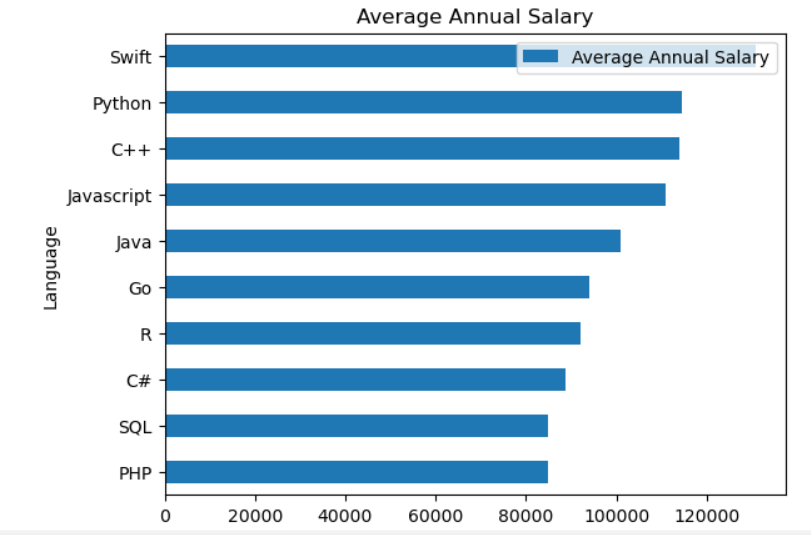 Average Annual Salary
Average Annual Salary
Language
Swift
Python
C++
Javascript
Java
Go
R
C#
SQL
PHP
0 20000 40000 60000 80000 100000 120000